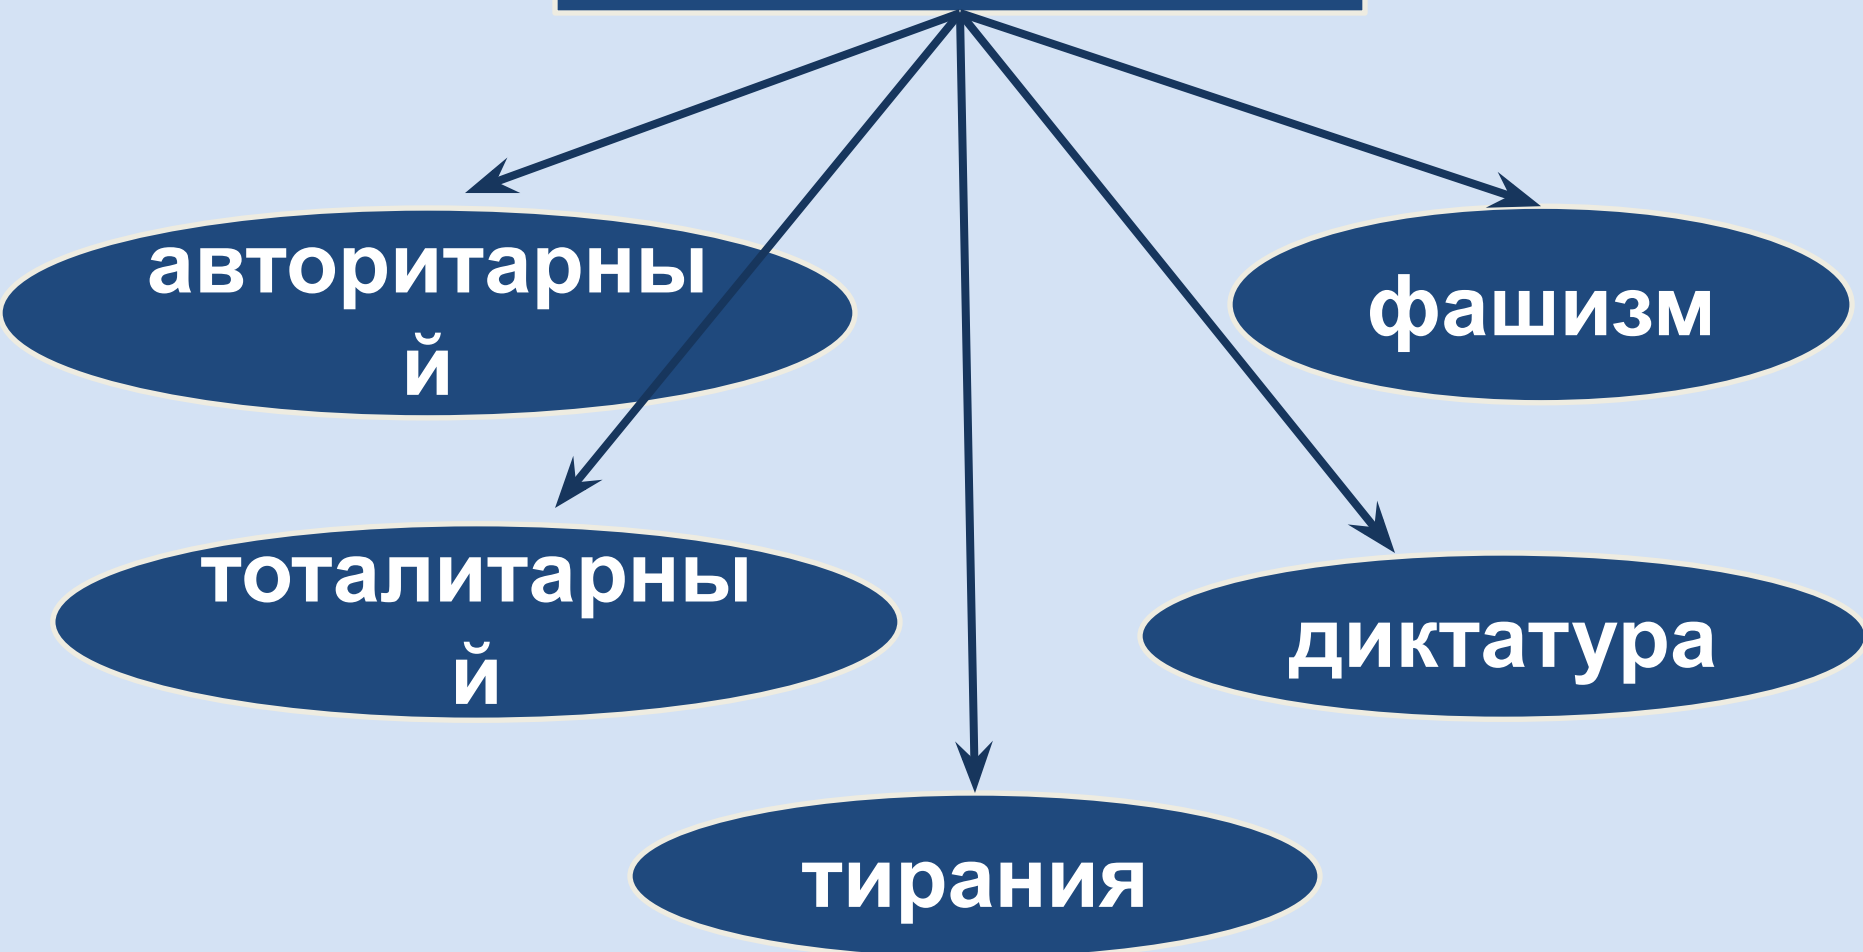 авторитарны
й
фашизм
тоталитарны
й
диктатура
тирания